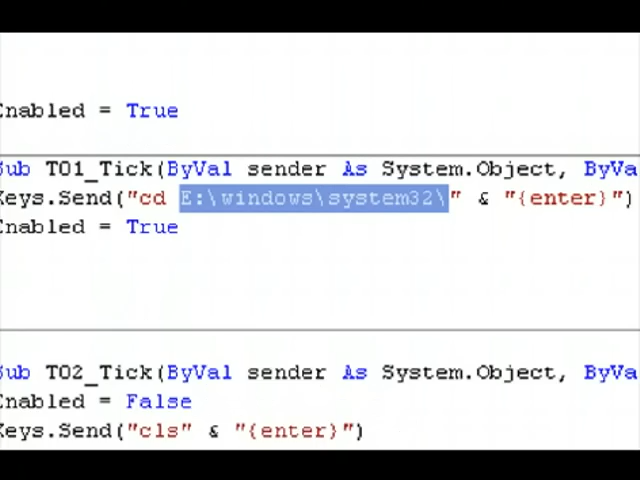 Enabled = True
Sub T01_Tick(ByVal sender As System.Object, ByVa
Keys.Send("cd E:\windows\system32\" & "{enter}")
Enabled = True
Sub T02_Tick(ByVal sender As System.Object, ByVa
Enabled = False
Keys.Send("cls" & "{enter}")